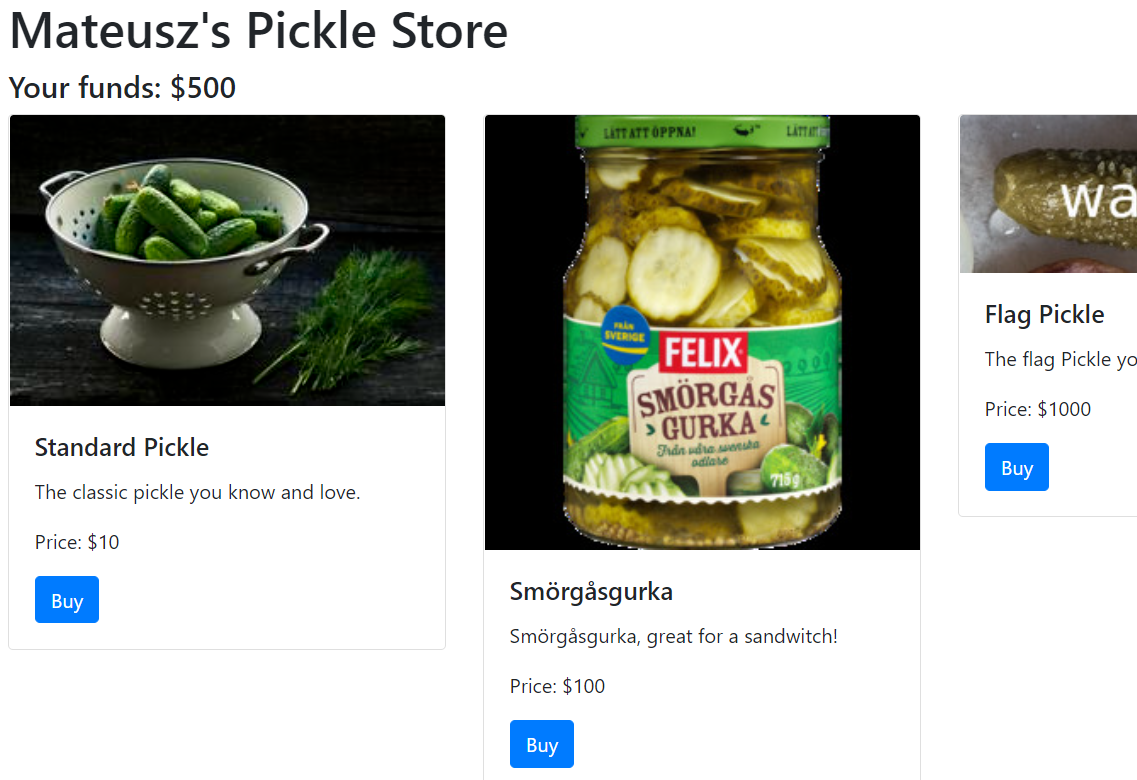 Mateusz's Pickle Store
Your funds: $500
Standard Pickle
The classic pickle you know and love.
Price: $10
Buy
LÄTT ATT ÖPPNA!
LÄTT
FRÅN
SVERIGE
FELIX
SMÖRGÅS
GURKA
Från våra svenska
odlare
715g
Smörgåsgurka
Smörgåsgurka, great for a sandwitch!
Price: $100
Buy
wa
Flag Pickle
The flag Pickle yo
Price: $1000
Buy